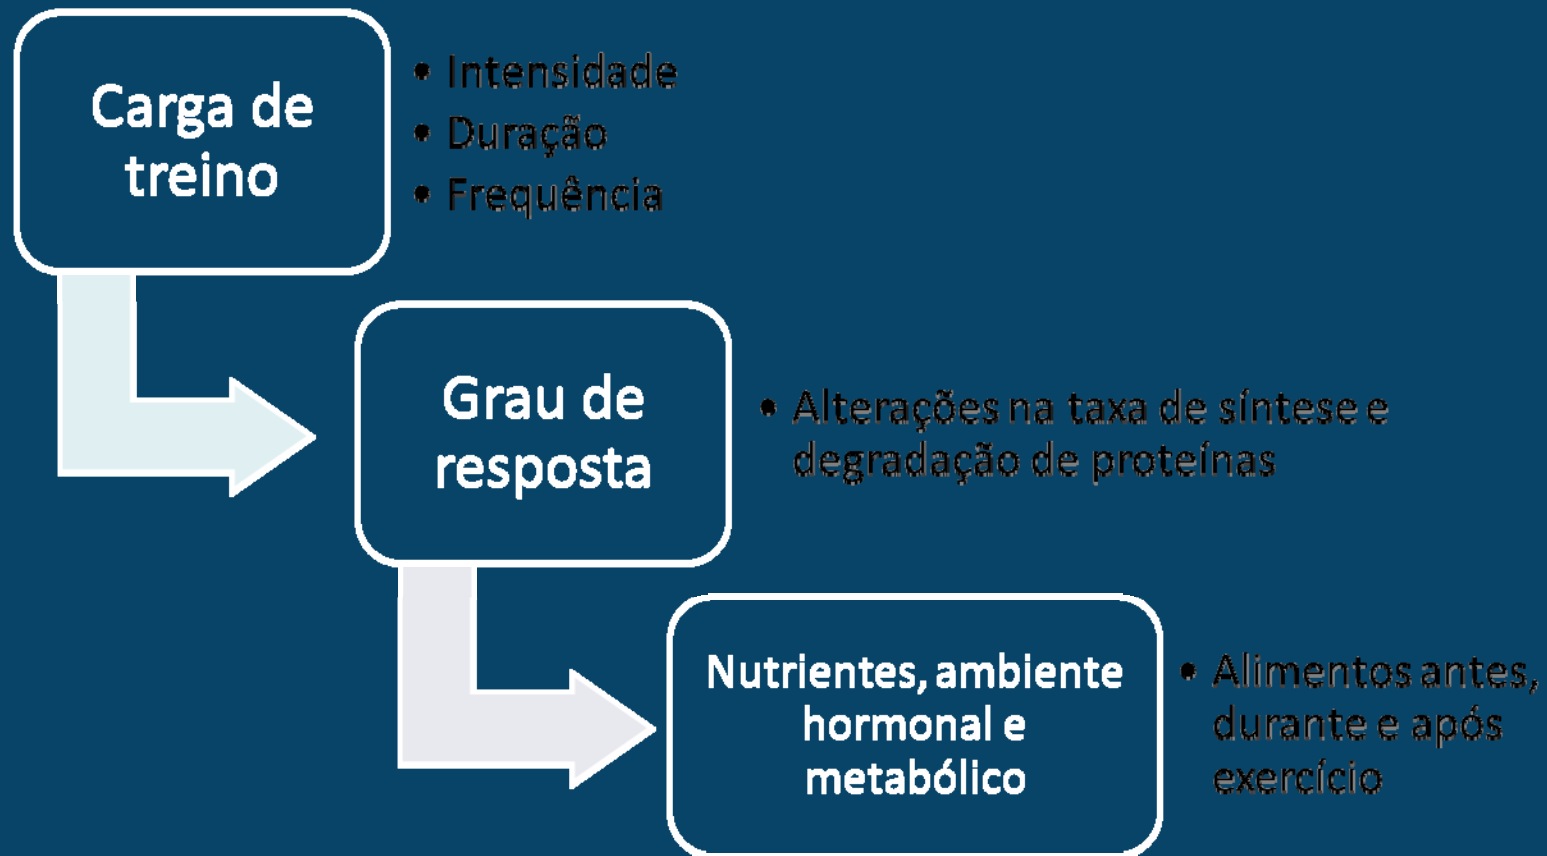 Carga de
treino
• Intensidade
• Duração
• Frequência
Grau de
resposta
• Alterações na taxa de síntese e
degradação de proteínas
Nutrientes, ambiente
hormonal e
metabólico
• Alimentos antes,
durante e após
exercício